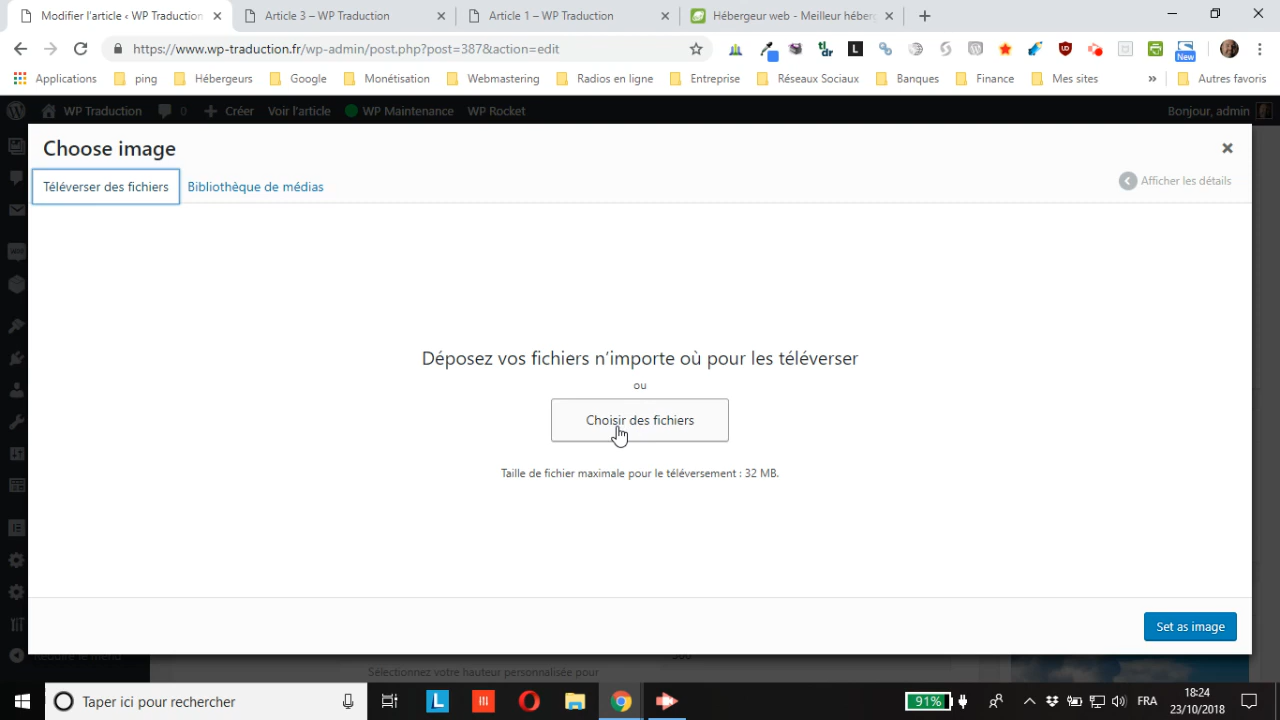 Modifier l'article ‹ WP Traduction
Article 3 – WP Traduction
Article 1 – WP Traduction
Hébergeur web - Meilleur héberg
https://www.wp-traduction.fr/wp-admin/post.php?post=387&action=edit
tldr
L
New
Applications
ping
Hébergeurs
Google
Monétisation
Webmastering
Radios en ligne
Entreprise
Réseaux Sociaux
Banques
Finance
Mes sites
»
Autres favoris
WP Traduction
0
Créer
Voir l'article
WP Maintenance
WP Rocket
Bonjour, admin
Choose image
Téléverser des fichiers
Bibliothèque de médias
Afficher les détails
Déposez vos fichiers n'importe où pour les téléverser
ou
Choisir des fichiers
Taille de fichier maximale pour le téléversement : 32 MB.
Set as image
Réduire le menu
Sélectionnez votre hauteur personnalisée pour
Taper ici pour rechercher
L
91%
FRA
18:24
23/10/2018